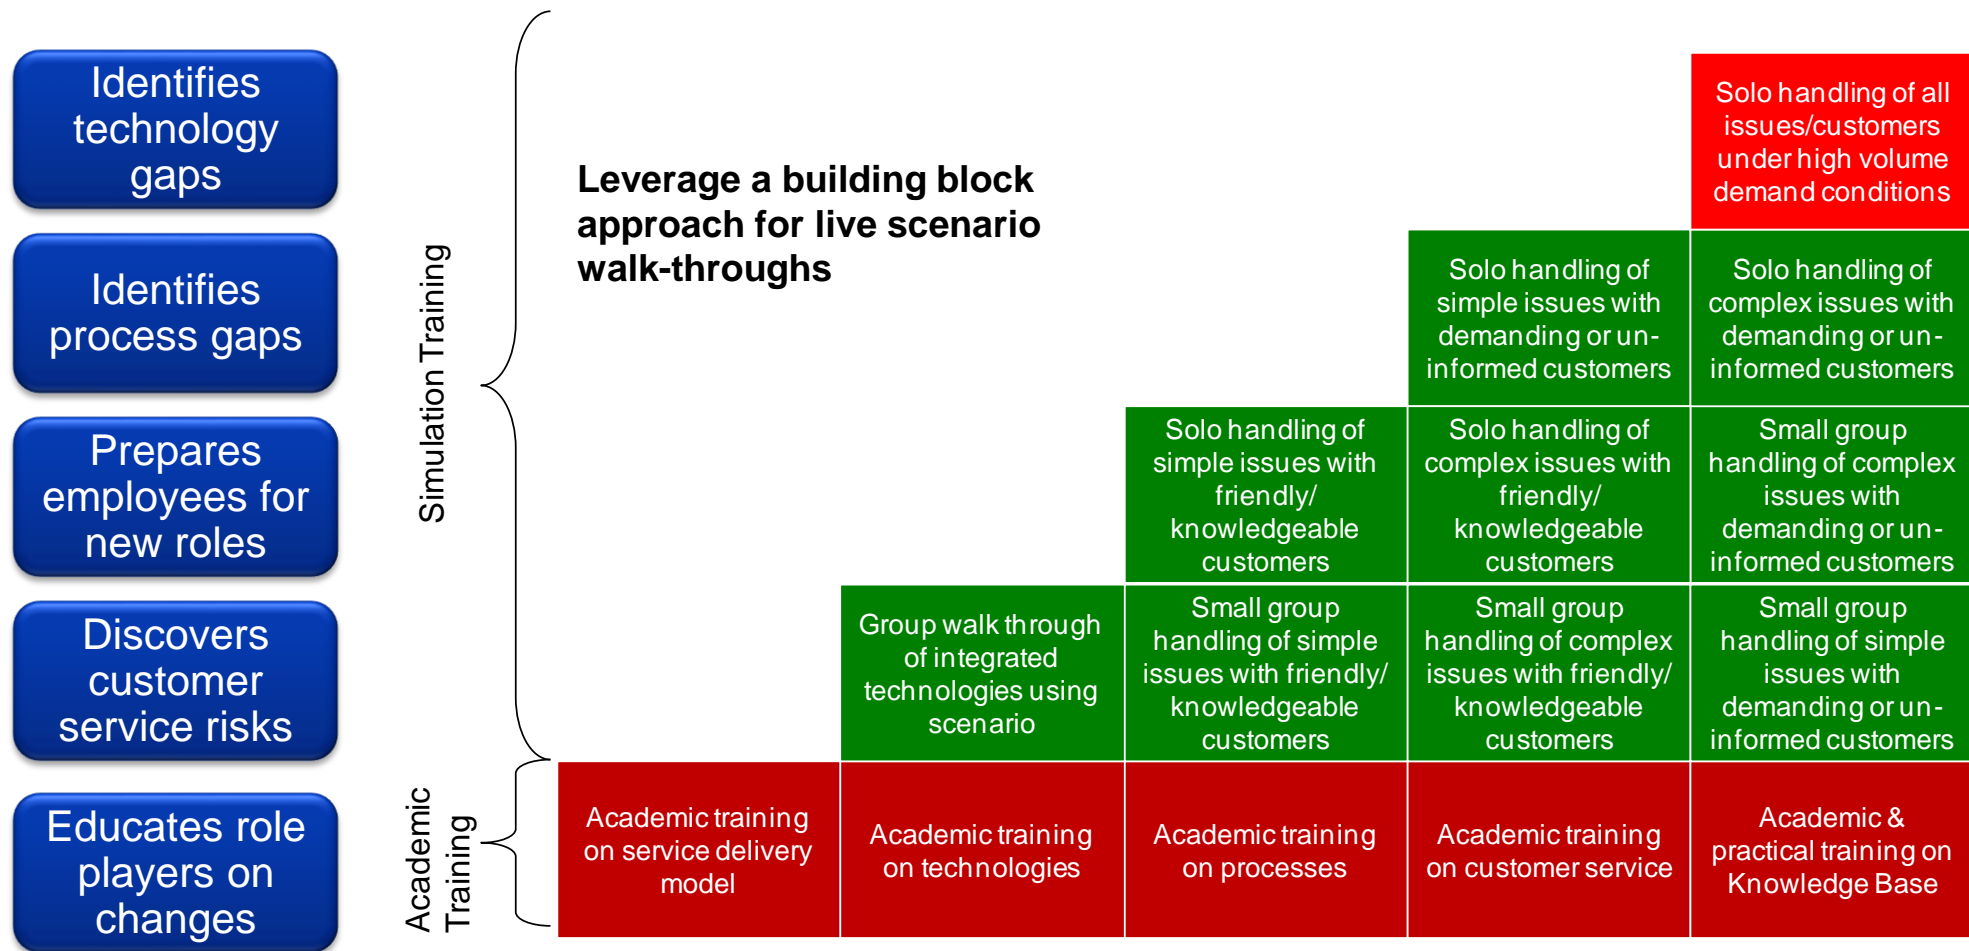 Identifies
technology
gaps
Identifies
process gaps
Prepares
employees for
new roles
Discovers
customer
service risks
Educates role
players on
changes
Simulation Training
Academic
Training
Leverage a building block
approach for live scenario
walk-throughs
Solo handling of all
issues/customers
under high volume
demand conditions
Solo handling of
simple issues with
demanding or un-
informed customers
Solo handling of
complex issues with
demanding or un-
informed customers
Solo handling of
simple issues with
friendly/
knowledgeable
customers
Solo handling of
complex issues with
friendly/
knowledgeable
customers
Small group
handling of complex
issues with
demanding or un-
informed customers
Group walk through
of integrated
technologies using
scenario
Small group
handling of simple
issues with friendly/
knowledgeable
customers
Small group
handling of complex
issues with friendly/
knowledgeable
customers
Small group
handling of simple
issues with
demanding or un-
informed customers
Academic training
on service delivery
model
Academic training
on technologies
Academic training
on processes
Academic training
on customer service
Academic &
practical training on
Knowledge Base